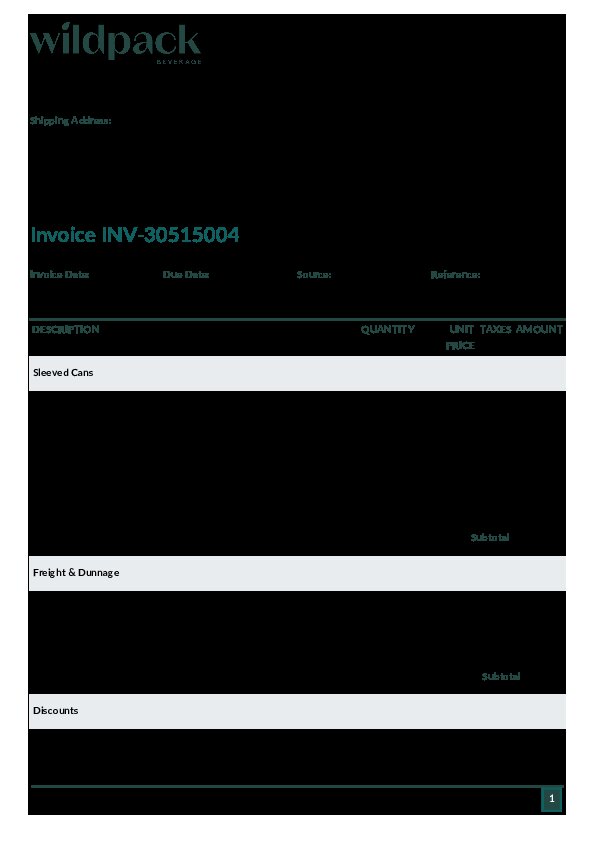 wildpack
BEVERAGE
Shipping Address:
Invoice INV-30515004
Invoice Date: Due Date: Source: Reference:
DESCRIPTION QUANTITY UNIT TAXES AMOUNT
PRICE
Sleeved Cans
Subtotal
Freight & Dunnage
Subtotal
Discounts
1